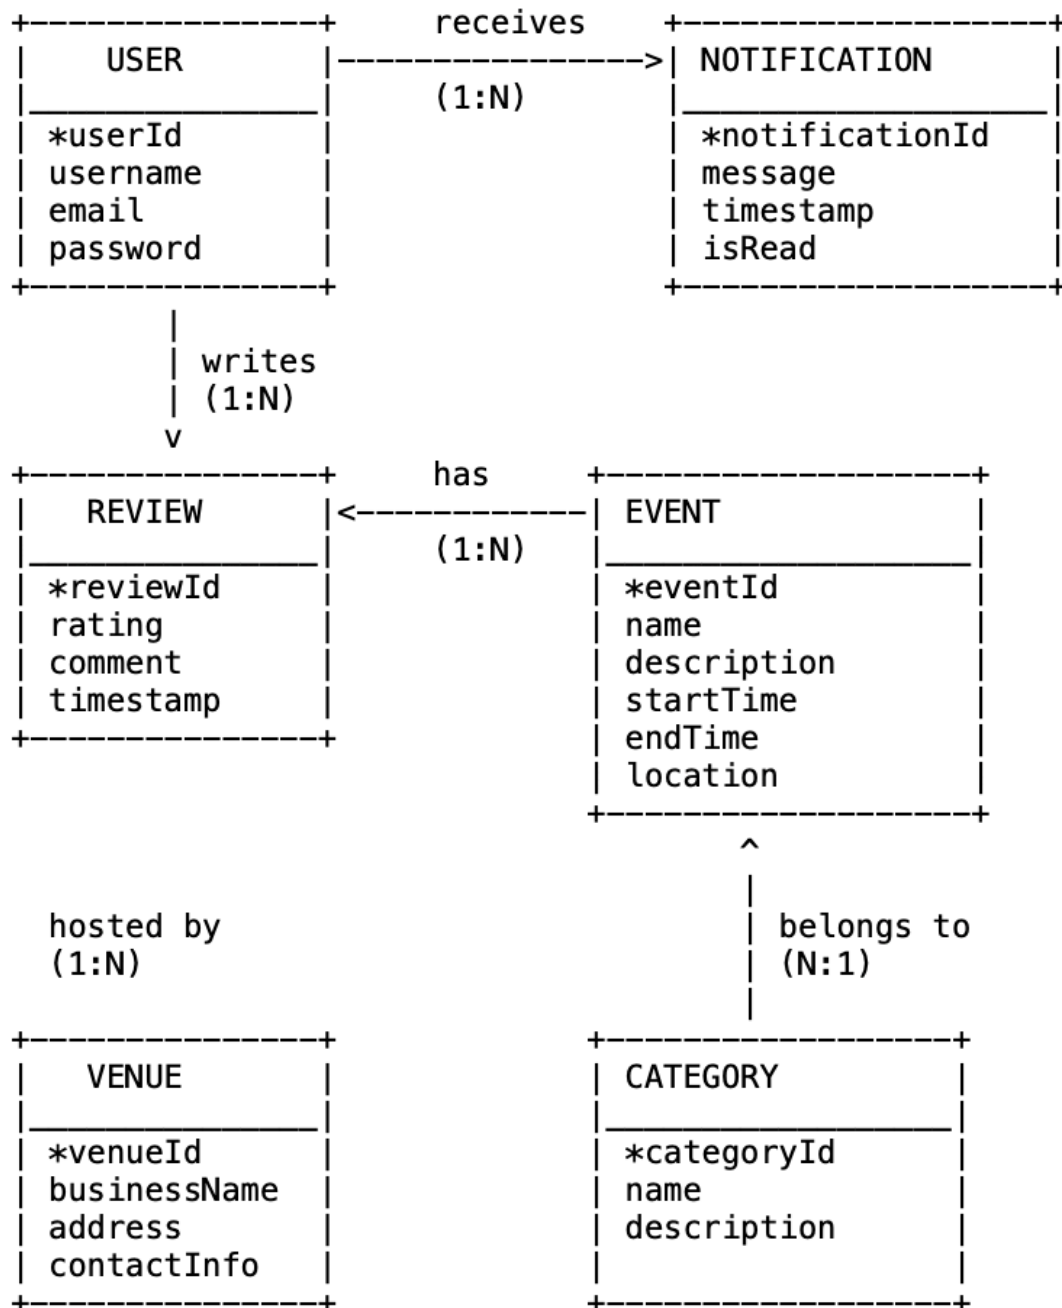 receives
USER
NOTIFICATION
(1:N)
*userId
*notificationId
username
message
email
timestamp
password
isRead
writes
(1:N)
has
REVIEW
EVENT
(1:N)
*reviewId
*eventId
rating
name
comment
description
timestamp
startTime
endTime
location
hosted by
belongs to
(1:N)
(N:1)
VENUE
CATEGORY
*venueId
*categoryId
businessName
name
address
description
contactInfo